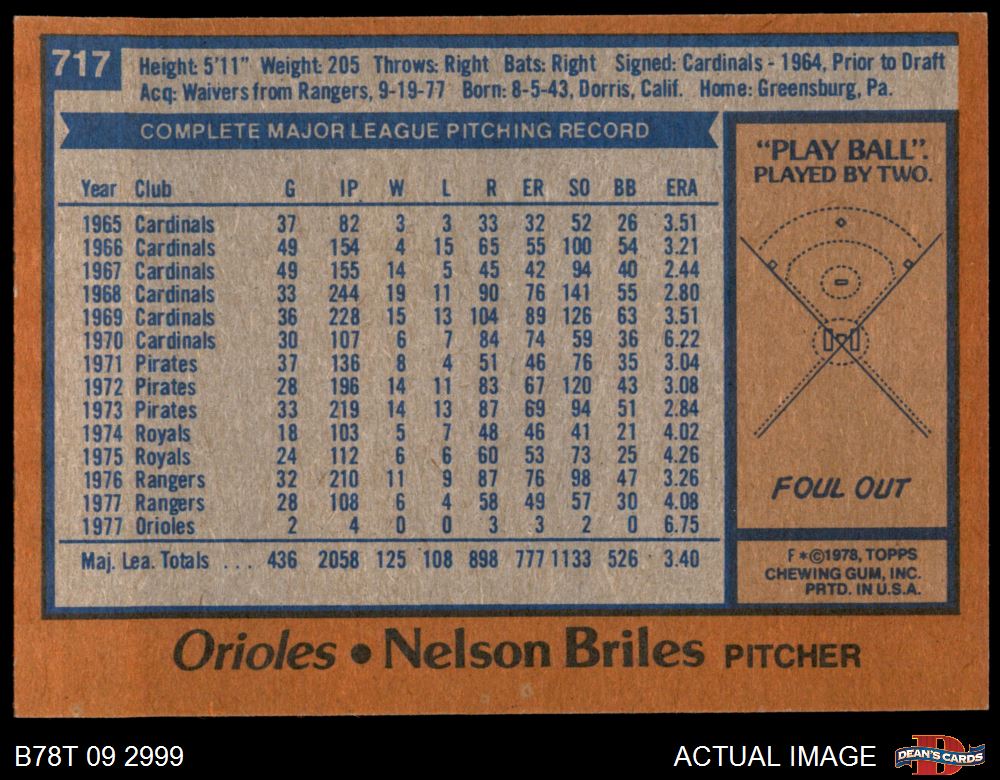 717
Height: 5'11" Weight: 205 Throws: Right Bats: Right Signed: Cardinals - 1964, Prior to Draft
Acq: Waivers from Rangers, 9-19-77 Born: 8-5-43, Dorris, Calif. Home: Greensburg, Pa.
COMPLETE MAJOR LEAGUE PITCHING RECORD
Year Club G IP W L R ER SO BB ERA
1965 Cardinals 37 82 3 3 33 32 52 26 3.51
1966 Cardinals 49 154 4 15 65 55 100 54 3.21
1967 Cardinals 49 155 14 5 45 42 94 40 2.44
1968 Cardinals 33 244 19 11 90 76 141 55 2.80
1969 Cardinals 36 228 15 13 104 89 126 63 3.51
1970 Cardinals 30 107 6 7 84 74 59 36 6.22
1971 Pirates 37 136 8 4 51 46 76 35 3.04
1972 Pirates 28 196 14 11 83 67 120 43 3.08
1973 Pirates 33 219 14 13 87 69 94 51 2.84
1974 Royals 18 103 5 7 48 46 41 21 4.02
1975 Royals 24 112 6 6 60 53 73 25 4.26
1976 Rangers 32 210 11 9 87 76 98 47 3.26
1977 Rangers 28 108 6 4 58 49 57 30 4.08
1977 Orioles 2 4 0 0 3 3 2 0 6.75
Maj. Lea. Totals . . . 436 2058 125 108 898 777 1133 526 3.40
"PLAY BALL".
PLAYED BY TWO.
FOUL OUT
F*©1978, TOPPS
CHEWING GUM, INC.
PRTD. IN U.S.A.
Orioles • Nelson Briles PITCHER
B78T 09 2999
ACTUAL IMAGE
D
DEAN'S CARDS